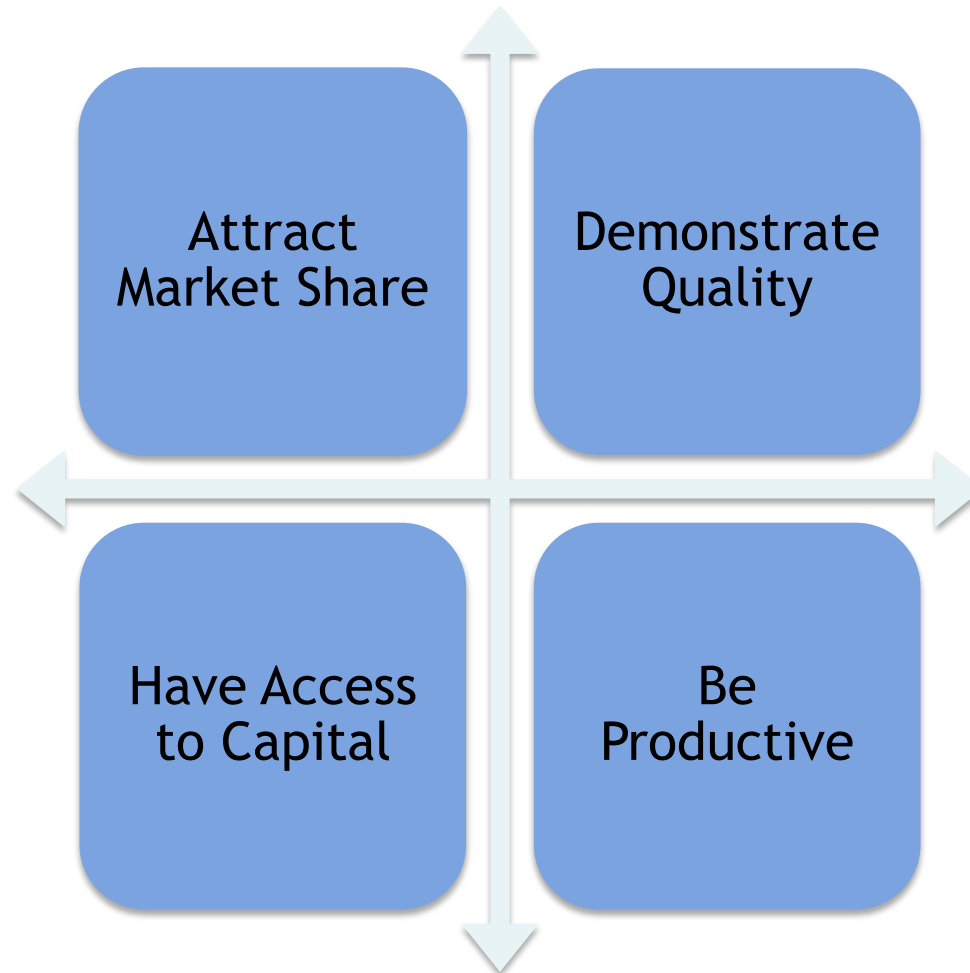 Attract
Market Share
Demonstrate
Quality
Have Access
to Capital
Be
Productive